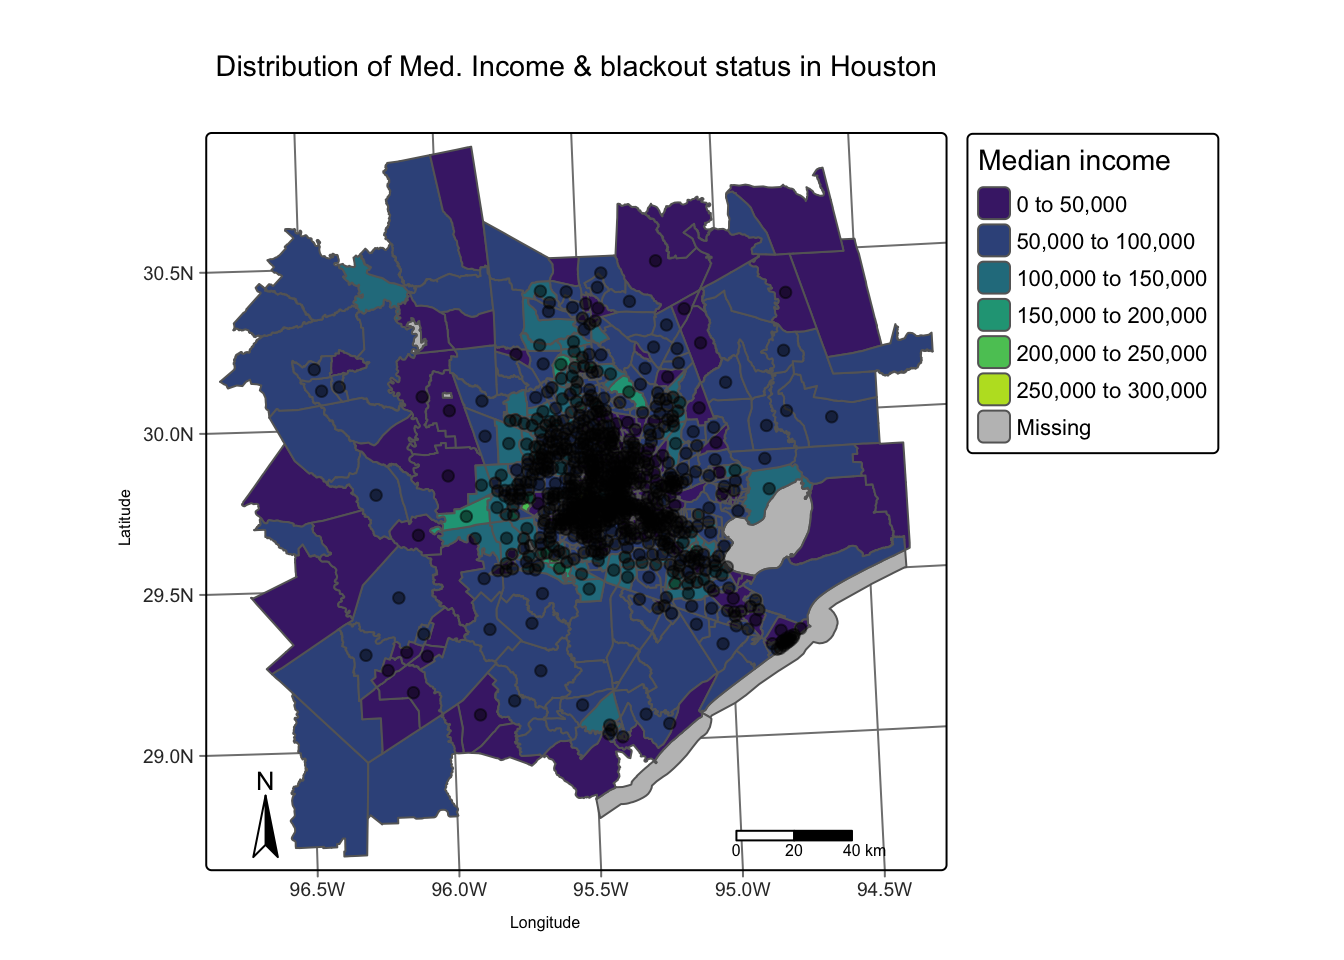 Distribution of Med. Income & blackout status in Houston
Median income
0 to 50,000
50,000 to 100,000
100,000 to 150,000
150,000 to 200,000
200,000 to 250,000
250,000 to 300,000
Missing
30.5N
30.0N
29.5N
29.0N
Latitude
N
0 20 40 km
96.5W 96.0W 95.5W 95.0W 94.5W
Longitude